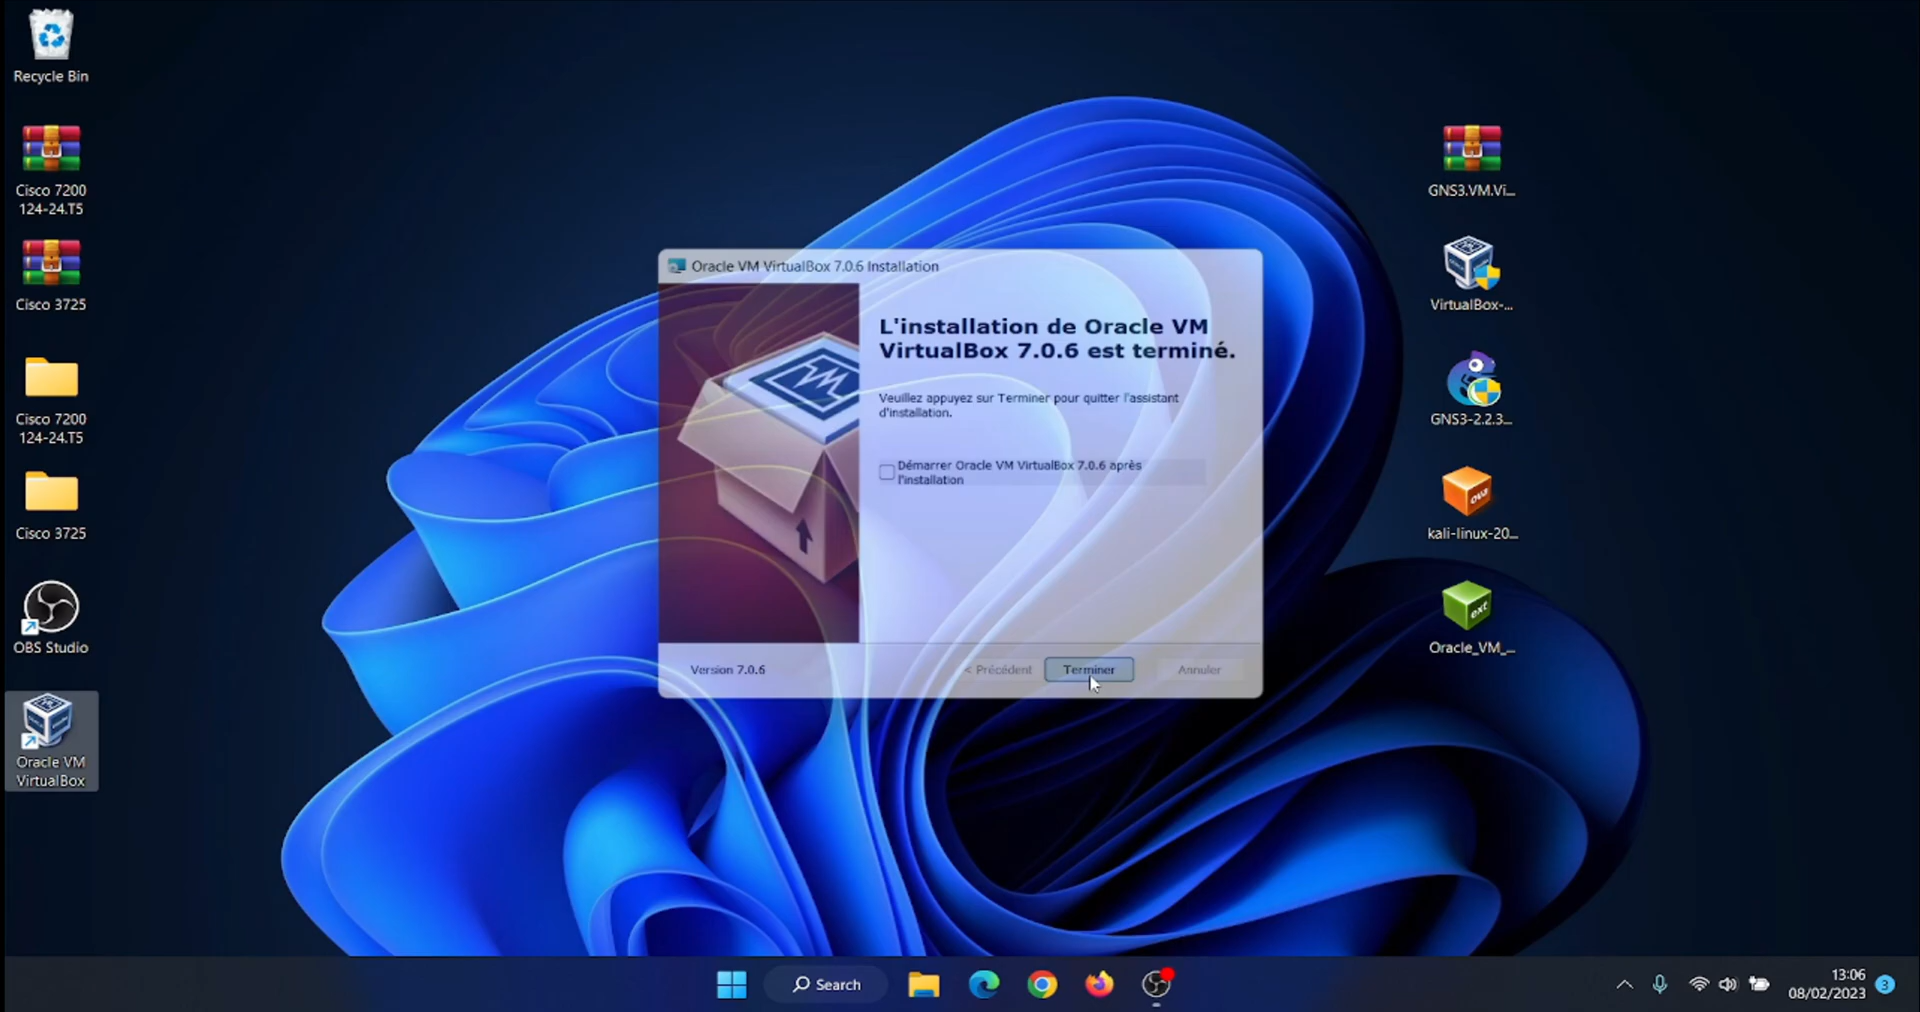 Recycle Bin
Cisco 7200
124-24.T5
Cisco 3725
Cisco 7200
124-24.T5
Cisco 3725
OBS Studio
Oracle VM
VirtualBox
Oracle VM VirtualBox 7.0.6 Installation
L'installation de Oracle VM
VirtualBox 7.0.6 est terminé.
Veuillez appuyez sur Terminer pour quitter l'assistant
d'installation.
Démarrer Oracle VM VirtualBox 7.0.6 après
l'installation
Version 7.0.6
< Précédent
Terminer
Annuler
GNS3.VM.Vi...
VirtualBox-...
GNS3-2.2.3...
ova
kali-linux-20...
ext
Oracle_VM_...
Search
13:06
08/02/2023
3